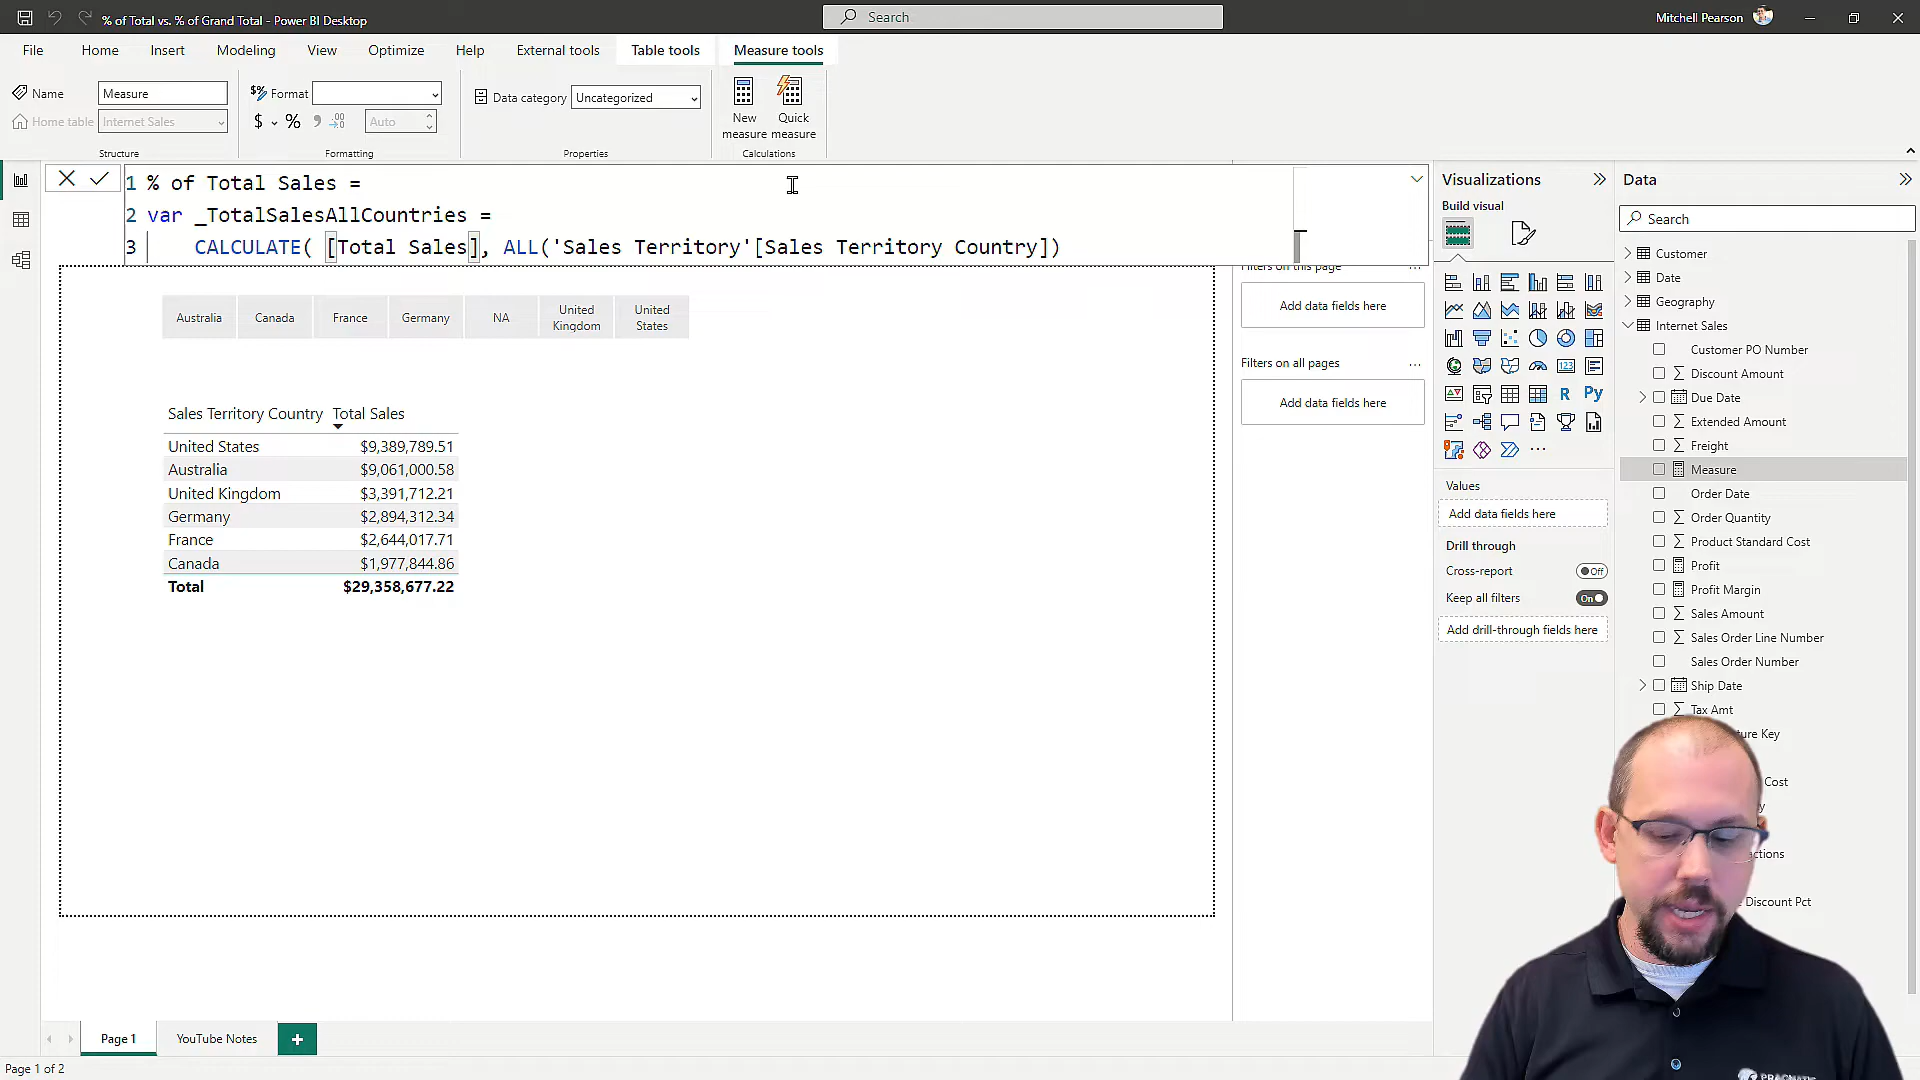 % of Total vs. % of Grand Total - Power BI Desktop
Search
Mitchell Pearson
File
Home
Insert
Modeling
View
Optimize
Help
External tools
Table tools
Measure tools
Name
Measure
Home table
Internet Sales
Structure
Format
$
%
Auto
Formatting
Data category
Uncategorized
Properties
New measure
Quick measure
Calculations
1 % of Total Sales =
2 var _TotalSalesAllCountries =
3 CALCULATE( [Total Sales], ALL('Sales Territory'[Sales Territory Country])
Australia
Canada
France
Germany
NA
United Kingdom
United States
Sales Territory Country Total Sales
United States $9,389,789.51
Australia $9,061,000.58
United Kingdom $3,391,712.21
Germany $2,894,312.34
France $2,644,017.71
Canada $1,977,844.86
Total $29,358,677.22
Filters on this page
Add data fields here
Filters on all pages
Add data fields here
Visualizations
Build visual
123
R
Py
Values
Add data fields here
Drill through
Cross-report Off
Keep all filters On
Add drill-through fields here
Data
Search
Customer
Date
Geography
Internet Sales
Customer PO Number
Discount Amount
Due Date
Extended Amount
Freight
Measure
Order Date
Order Quantity
Product Standard Cost
Profit
Profit Margin
Sales Amount
Sales Order Line Number
Sales Order Number
Ship Date
Tax Amt
Key
Cost
Discount Pct
Page 1
YouTube Notes
+
Page 1 of 2